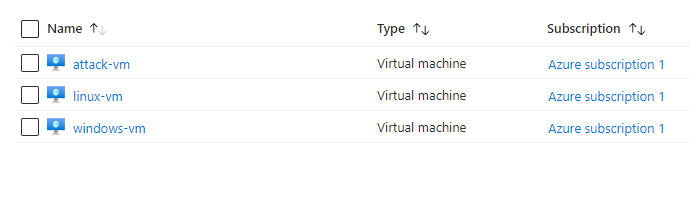 Name Type Subscription
attack-vm Virtual machine Azure subscription 1
linux-vm Virtual machine Azure subscription 1
windows-vm Virtual machine Azure subscription 1